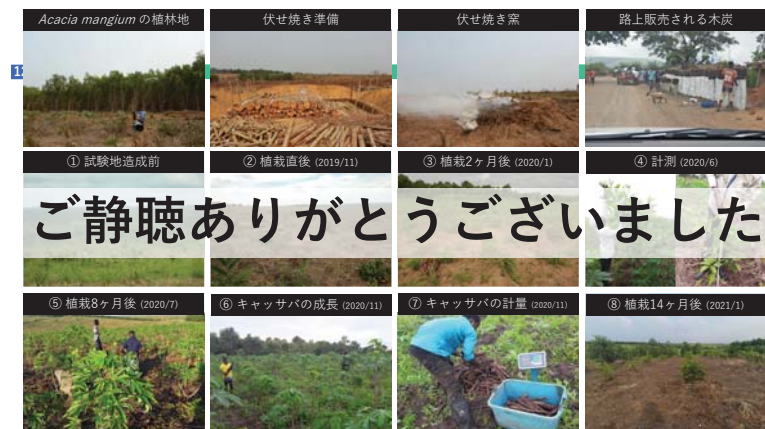 Acacia mangium の植林地
伏せ焼き準備
伏せ焼き窯
路上販売される木炭
① 試験地造成前
② 植栽直後 (2019/11)
③ 植栽2ヶ月後 (2020/1)
④ 計測 (2020/6)
ご静聴ありがとうございました
⑤ 植栽8ヶ月後 (2020/7)
⑥ キャッサバの成長 (2020/11)
⑦ キャッサバの計量 (2020/11)
⑧ 植栽14ヶ月後 (2021/1)